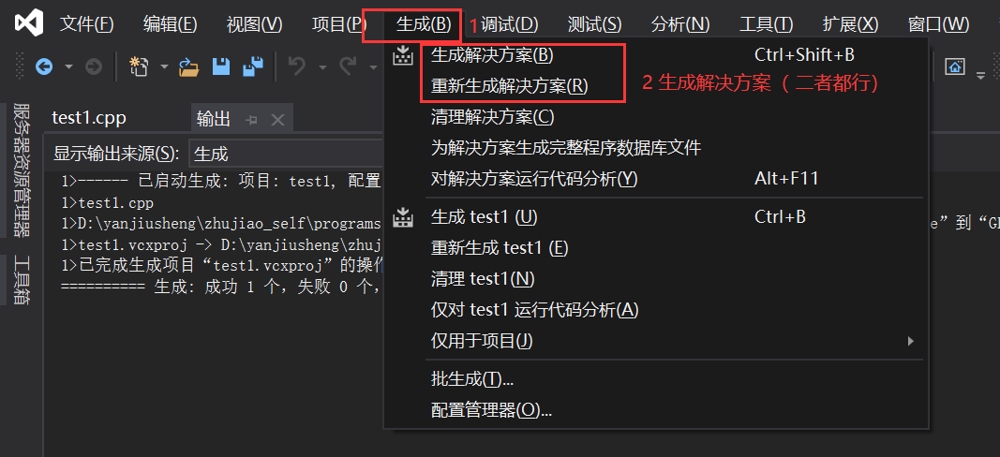 文件(F) 编辑(E) 视图(V) 项目(P) 生成(B) 1 调试(D) 测试(S) 分析(N) 工具(T) 扩展(X) 窗口(W)
生成解决方案(B) Ctrl+Shift+B
重新生成解决方案(R)
2 生成解决方案（ 二者都行）
清理解决方案(C)
为解决方案生成完整程序数据库文件
对解决方案运行代码分析(Y) Alt+F11
生成 test1 (U) Ctrl+B
重新生成 test1 (E)
清理 test1(N)
仅对 test1 运行代码分析(A)
仅用于项目(J)
批生成(T)...
配置管理器(O)...
服务器资源管理器
工具箱
test1.cpp 输出
显示输出来源(S): 生成
1>------ 已启动生成: 项目: test1, 配置
1>test1.cpp
1>D:\yanjiusheng\zhujiao_self\programs e”到“GI
1>test1.vcxproj -> D:\yanjiusheng\zhuj
1>已完成生成项目“test1.vcxproj”的操作
========== 生成: 成功 1 个，失败 0 个，